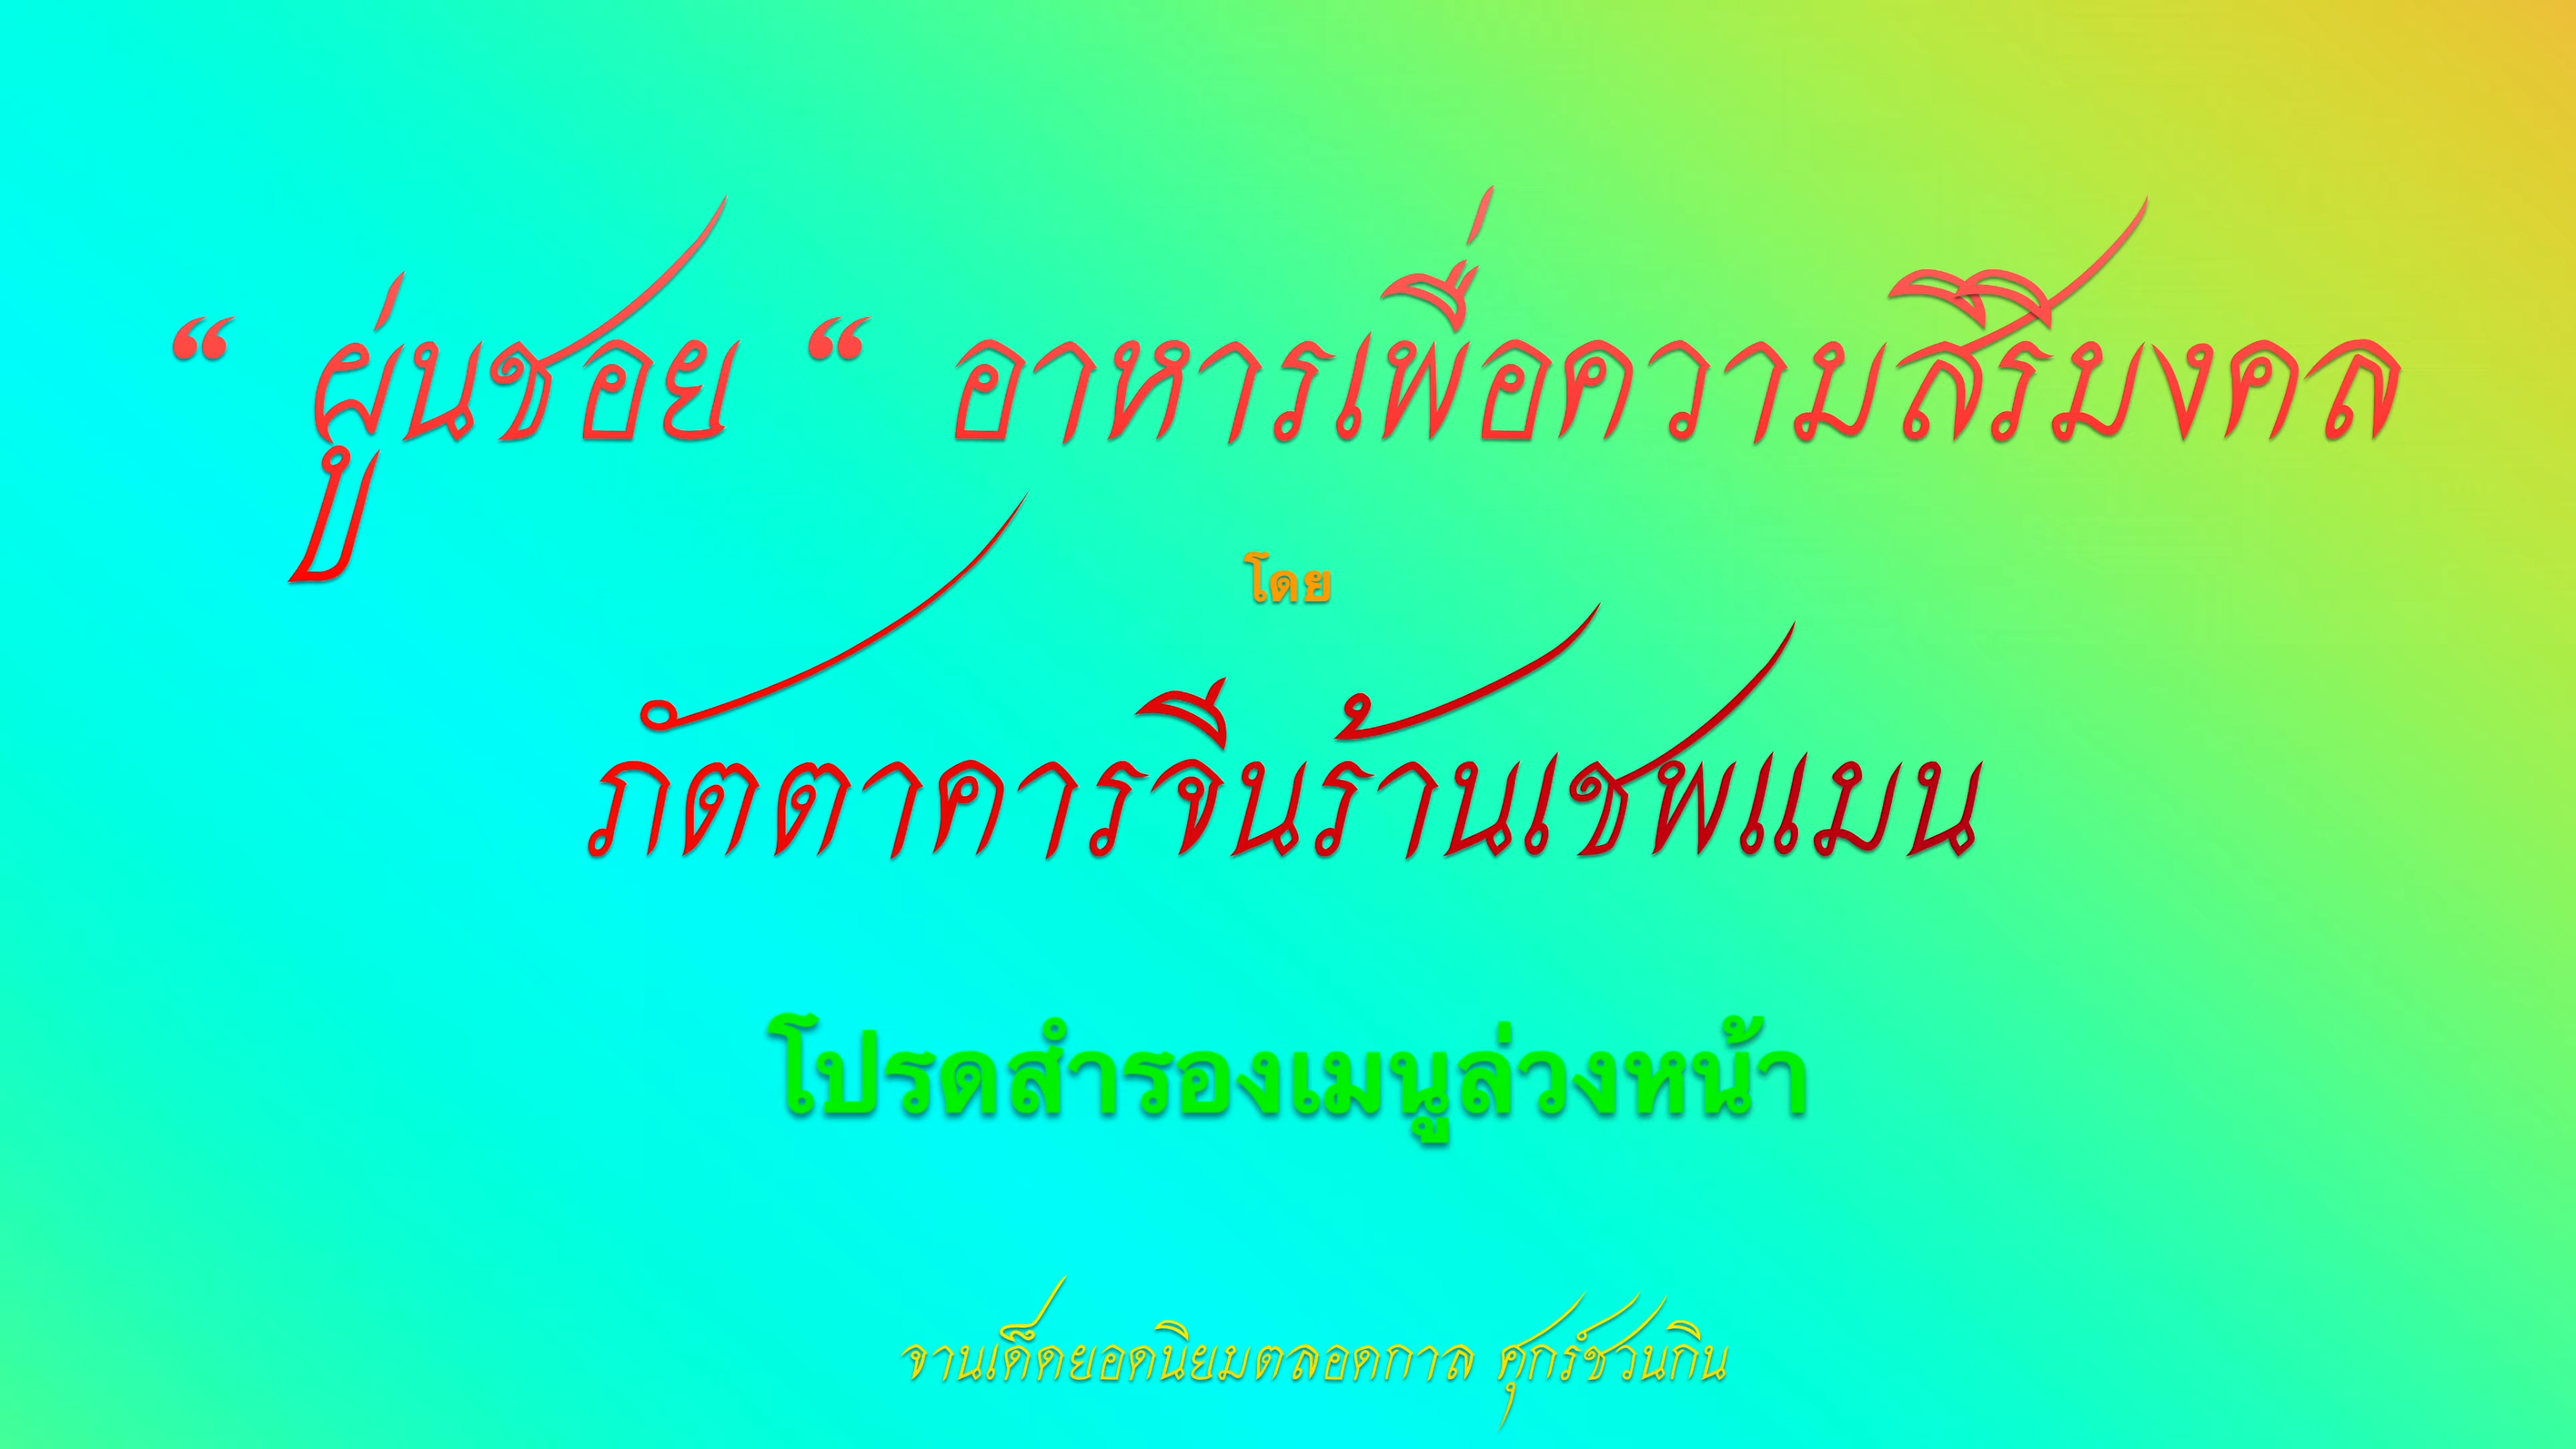 “ ผู่นชอย “ อาหารเพื่อความสิริมงคล
โดย
ภัตตาคารจีนร้านเชพแมน
โปรดสำรองเมนูล่วงหน้า
จานเด็ดยอดนิยมตลอดกาล ศุกร์ชวนกิน